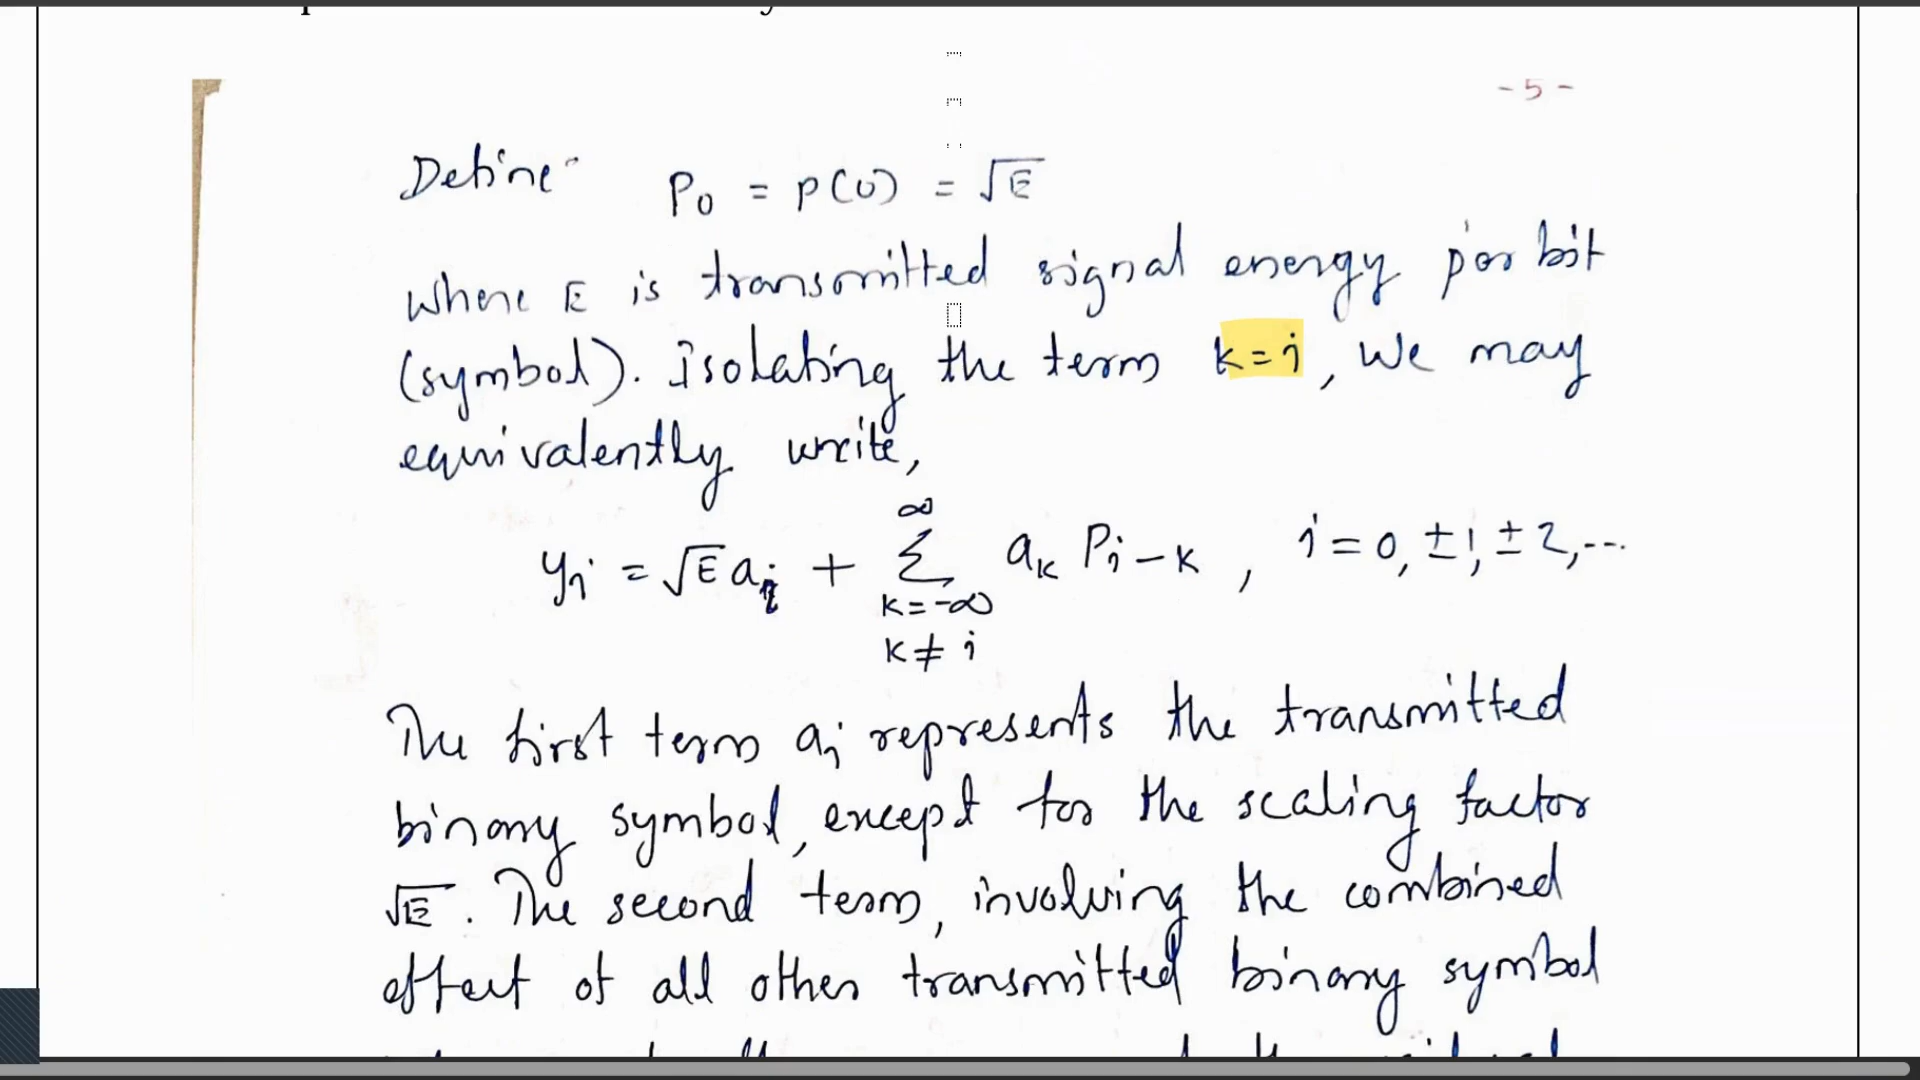 - 5 -
Define P₀ = p(0) = √E
where E is transmitted signal energy per bit
(symbol). Isolating the term k = i, we may
equivalently write,
yᵢ = √E aᵢ + ∑_{k=-∞, k≠i}^{∞} aₖ Pᵢ₋ₖ , i = 0, ±1, ±2, ...
The first term aᵢ represents the transmitted
binary symbol, except for the scaling factor
√E. The second term, involving the combined
effect of all other transmitted binary symbol